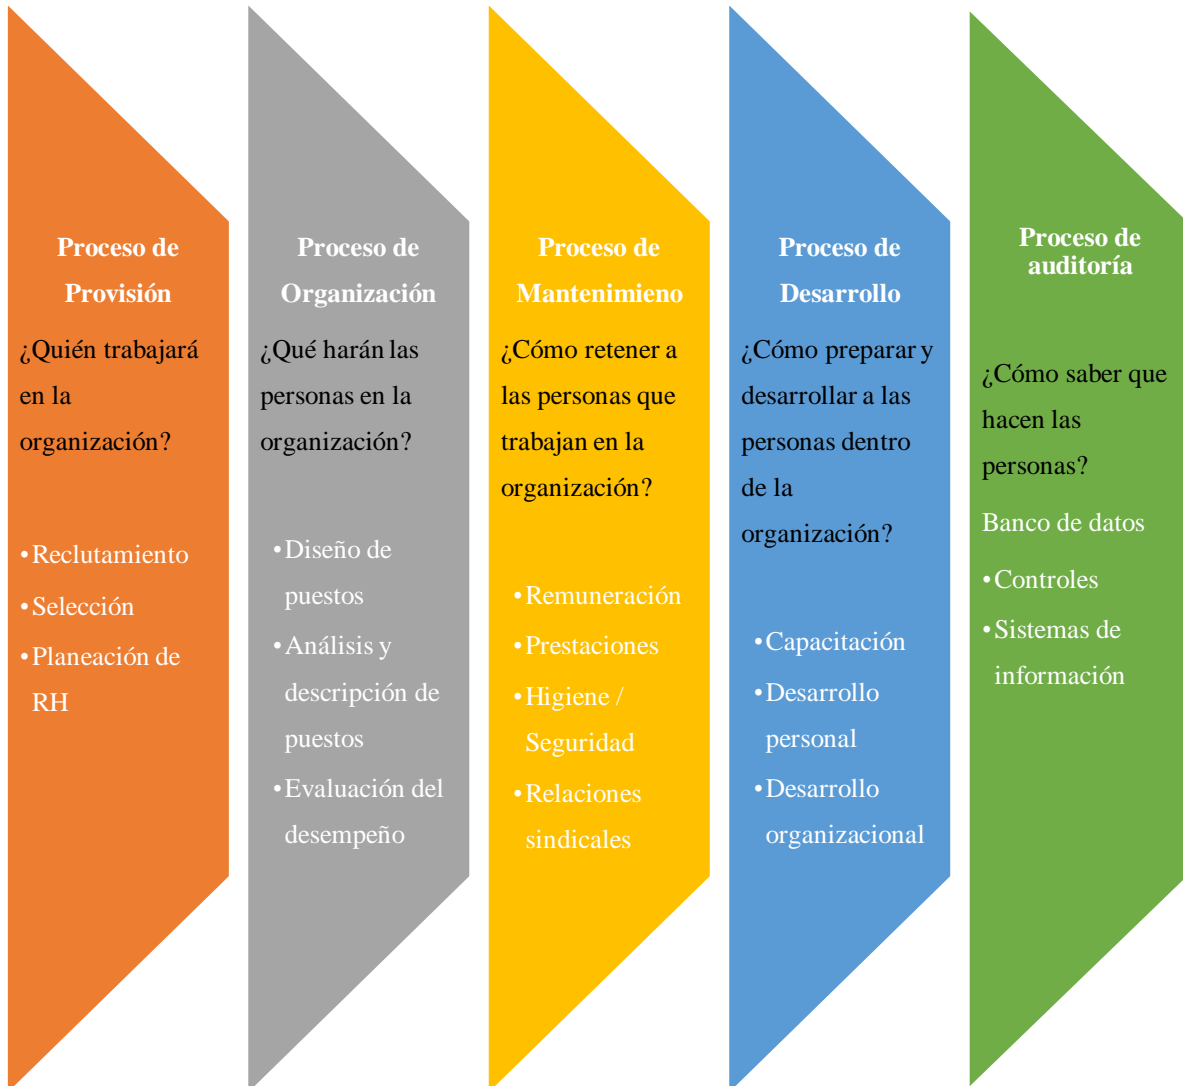 Proceso de
Provisión
¿Quién trabajará
en la
organización?
•Reclutamiento
•Selección
•Planeación de
RH
Proceso de
Organización
¿Qué harán las
personas en la
organización?
•Diseño de
puestos
•Análisis y
descripción de
puestos
•Evaluación del
desempeño
Proceso de
Mantenimieno
¿Cómo retener a
las personas que
trabajan en la
organización?
•Remuneración
•Prestaciones
•Higiene /
Seguridad
•Relaciones
sindicales
Proceso de
Desarrollo
¿Cómo preparar y
desarrollar a las
personas dentro
de la
organización?
•Capacitación
•Desarrollo
personal
•Desarrollo
organizacional
Proceso de
auditoría
¿Cómo saber que
hacen las
personas?
Banco de datos
•Controles
•Sistemas de
información